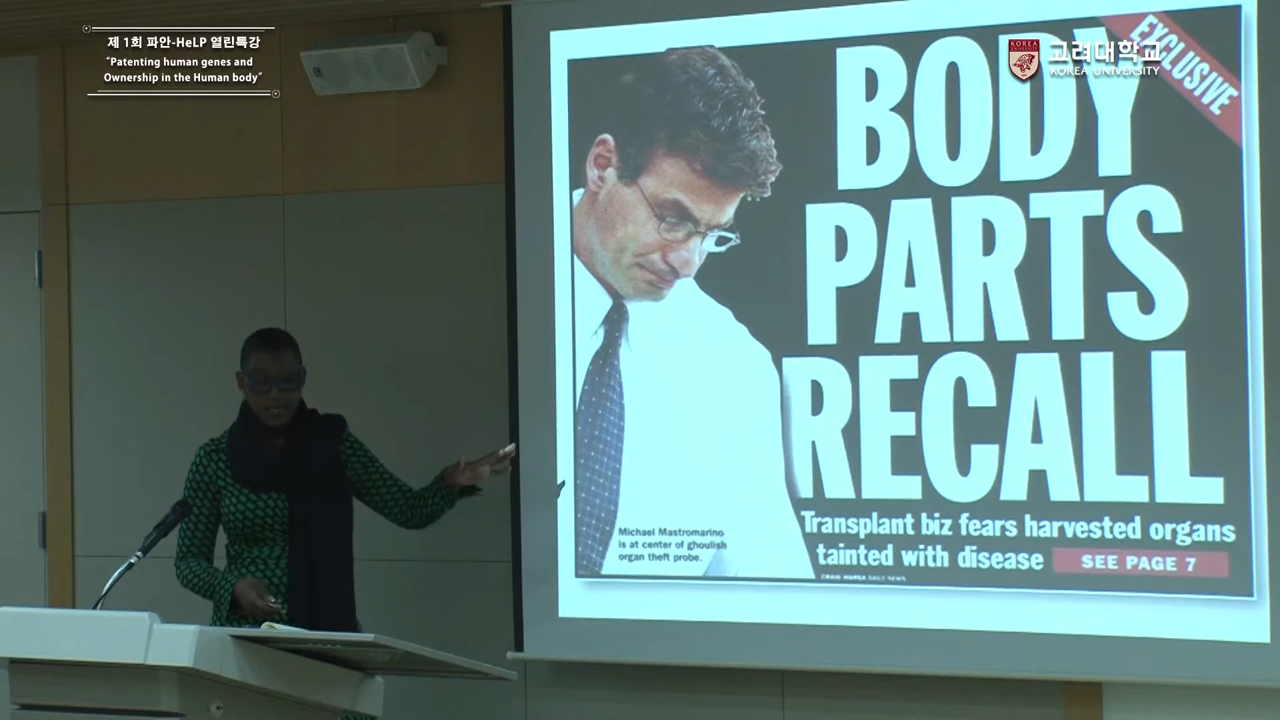 제 1회 파안-HeLP 열린특강
“Patenting human genes and
Ownership in the Human body”
KOREA
고려대학교
KOREA UNIVERSITY
EXCLUSIVE
BODY
PARTS
RECALL
Transplant biz fears harvested organs
tainted with disease
SEE PAGE 7
Michael Mastromarino
is at center of ghoulish
organ theft probe.
CRAIG WARGA DAILY NEWS